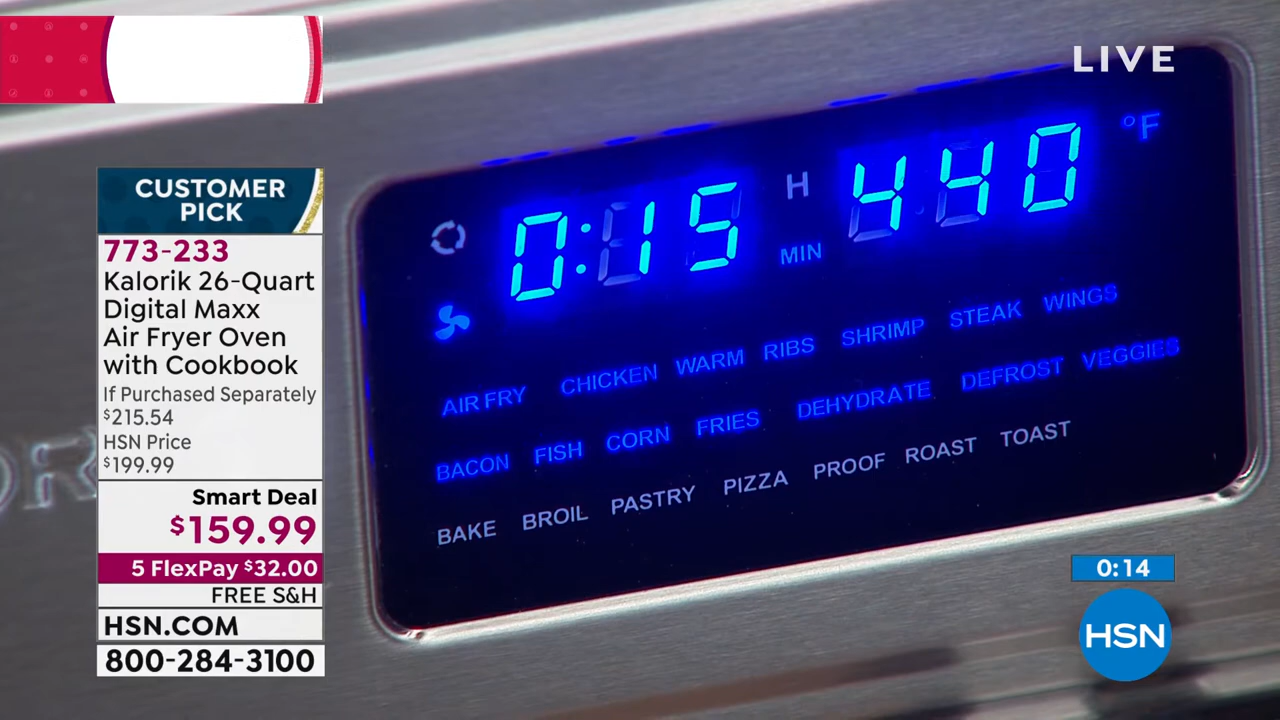 LIVE
CUSTOMER
PICK
773-233
Kalorik 26-Quart
Digital Maxx
Air Fryer Oven
with Cookbook
If Purchased Separately
$215.54
HSN Price
$199.99
Smart Deal
$159.99
5 FlexPay $32.00
FREE S&H
HSN.COM
800-284-3100
0:15 H MIN 440 °F
AIR FRY CHICKEN WARM RIBS SHRIMP STEAK WINGS
BACON FISH CORN FRIES DEHYDRATE DEFROST VEGGIES
BAKE BROIL PASTRY PIZZA PROOF ROAST TOAST
0:14
HSN